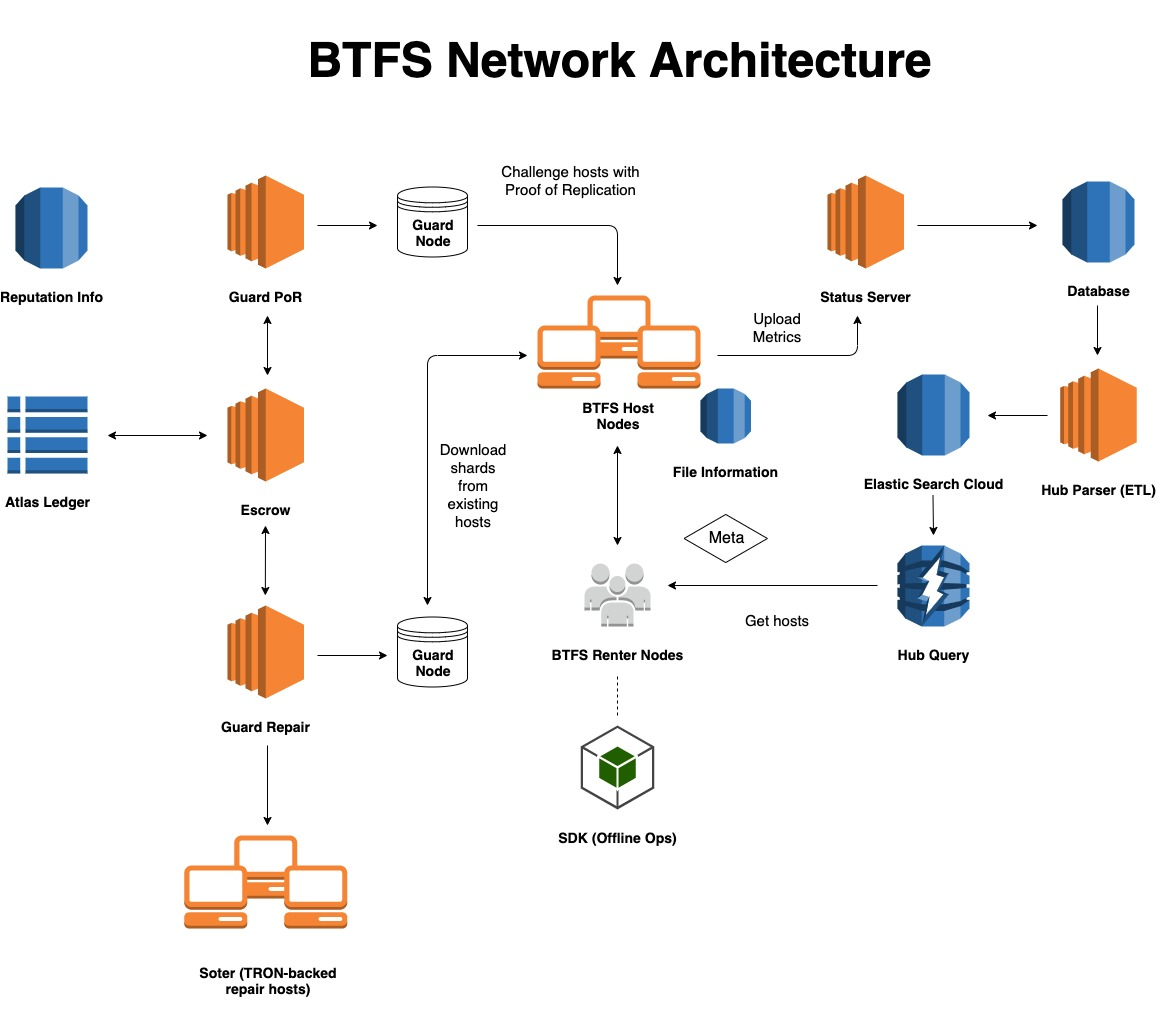 BTFS Network Architecture
Challenge hosts with
Proof of Replication
Guard
Node
Reputation Info
Guard PoR
Status Server
Database
Upload
Metrics
BTFS Host
Nodes
File Information
Download
shards
from
existing
hosts
Elastic Search Cloud
Hub Parser (ETL)
Atlas Ledger
Escrow
Meta
Get hosts
Guard
Node
BTFS Renter Nodes
Hub Query
Guard Repair
SDK (Offline Ops)
Soter (TRON-backed
repair hosts)